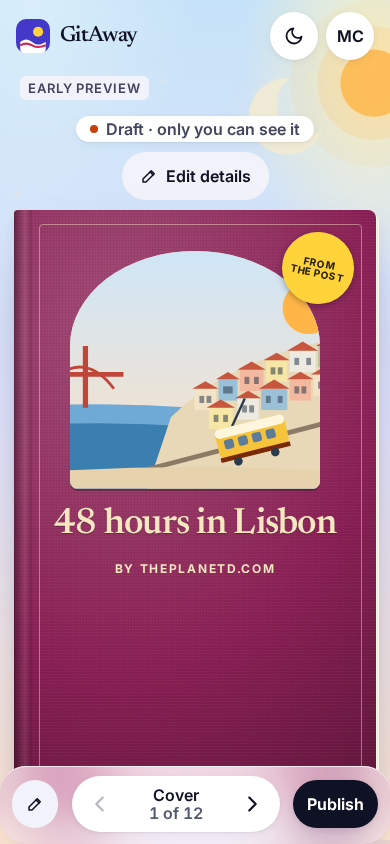 GitAway
MC
EARLY PREVIEW
Draft · only you can see it
Edit details
FROM
THE POST
48 hours in Lisbon
BY THEPLANETD.COM
Cover
1 of 12
Publish